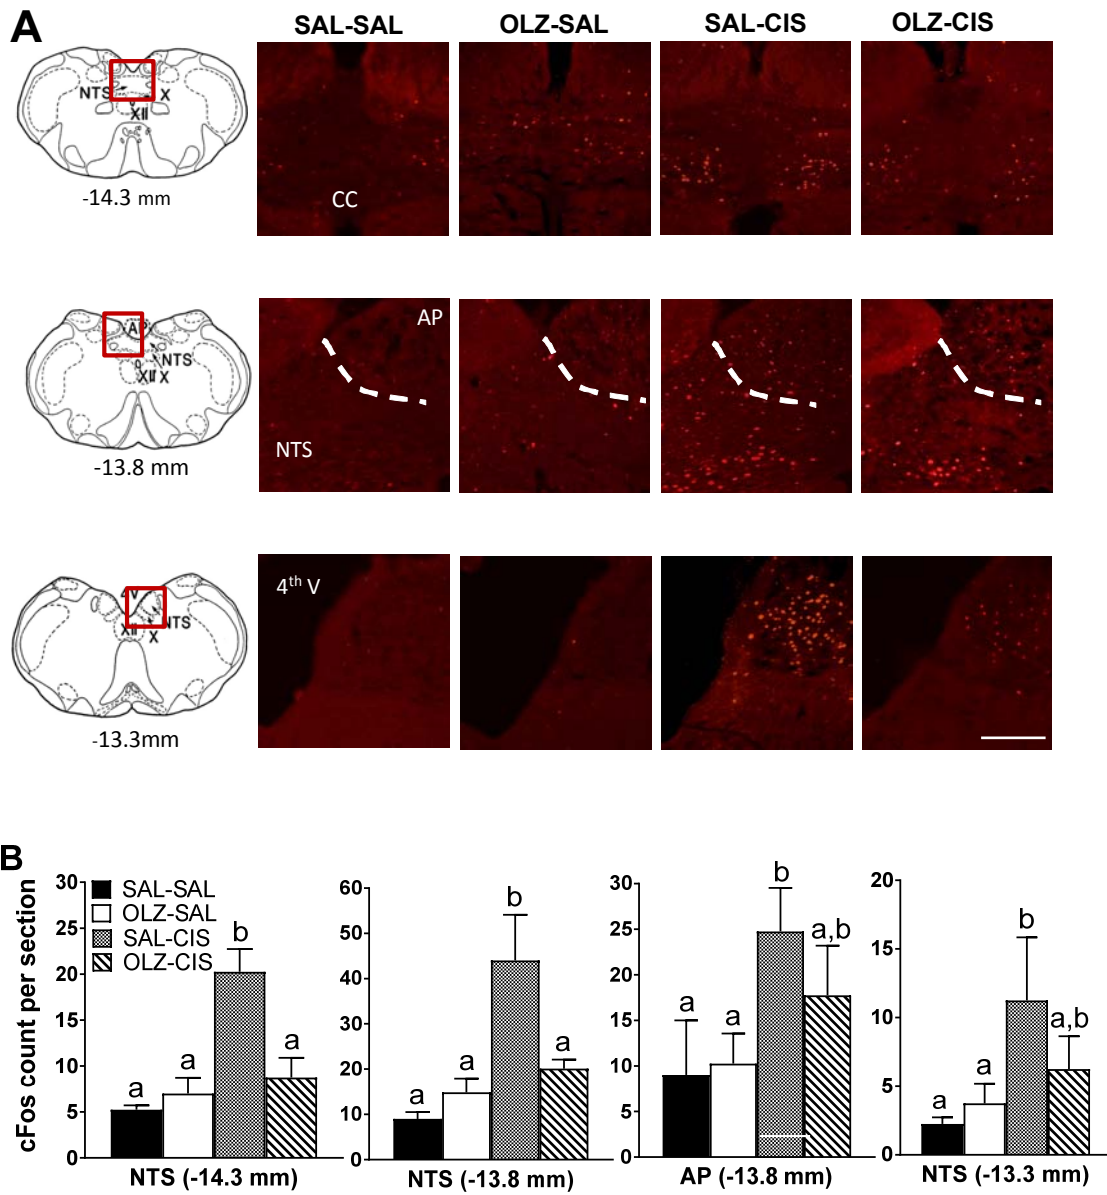 A
SAL-SAL OLZ-SAL SAL-CIS OLZ-CIS
NTS X
XII
-14.3 mm
CC
AP
NTS
XII X
-13.8 mm
AP
NTS
4V
NTS
XII X
-13.3mm
4th V
B
cFos count per section
30
25
20
15
10
5
0
SAL-SAL
OLZ-SAL
SAL-CIS
OLZ-CIS
a a b a
NTS (-14.3 mm)
60
50
40
30
20
10
0
a a b a
NTS (-13.8 mm)
30
25
20
15
10
5
0
a a b a,b
AP (-13.8 mm)
20
15
10
5
0
a a b a,b
NTS (-13.3 mm)